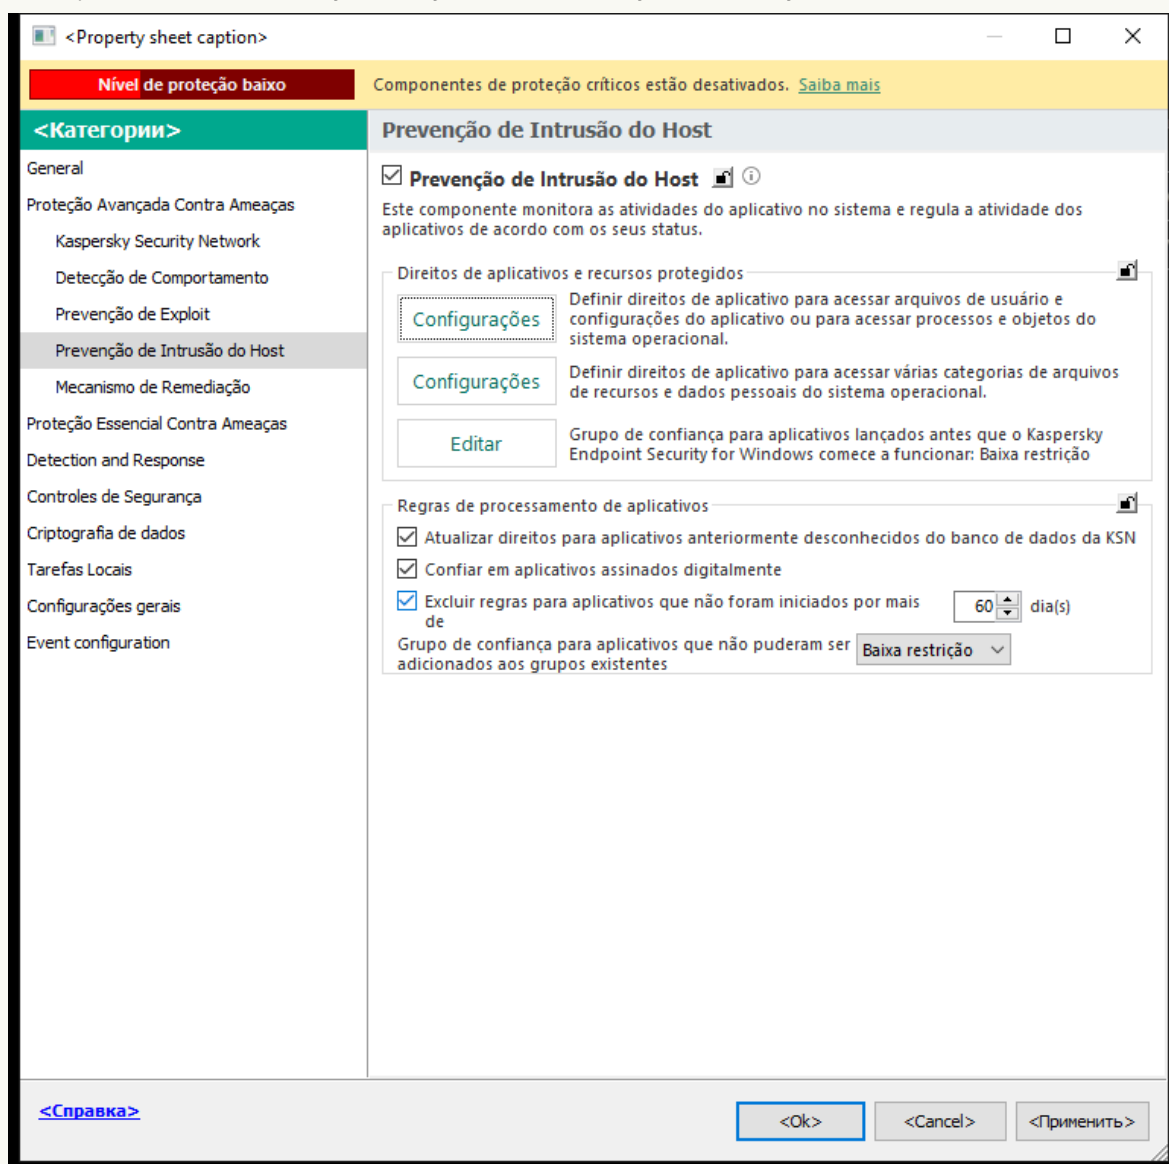 <Property sheet caption>
Nível de proteção baixo
Componentes de proteção críticos estão desativados. Saiba mais
<Категории>
General
Proteção Avançada Contra Ameaças
Kaspersky Security Network
Detecção de Comportamento
Prevenção de Exploit
Prevenção de Intrusão do Host
Mecanismo de Remediação
Proteção Essencial Contra Ameaças
Detection and Response
Controles de Segurança
Criptografia de dados
Tarefas Locais
Configurações gerais
Event configuration
Prevenção de Intrusão do Host
Prevenção de Intrusão do Host
Este componente monitora as atividades do aplicativo no sistema e regula a atividade dos
aplicativos de acordo com os seus status.
Direitos de aplicativos e recursos protegidos
Configurações
Definir direitos de aplicativo para acessar arquivos de usuário e
configurações do aplicativo ou para acessar processos e objetos do
sistema operacional.
Configurações
Definir direitos de aplicativo para acessar várias categorias de arquivos
de recursos e dados pessoais do sistema operacional.
Editar
Grupo de confiança para aplicativos lançados antes que o Kaspersky
Endpoint Security for Windows comece a funcionar: Baixa restrição
Regras de processamento de aplicativos
Atualizar direitos para aplicativos anteriormente desconhecidos do banco de dados da KSN
Confiar em aplicativos assinados digitalmente
Excluir regras para aplicativos que não foram iniciados por mais
de
60 dia(s)
Grupo de confiança para aplicativos que não puderam ser
adicionados aos grupos existentes
Baixa restrição
<Справка>
<Ok>
<Cancel>
<Применить>